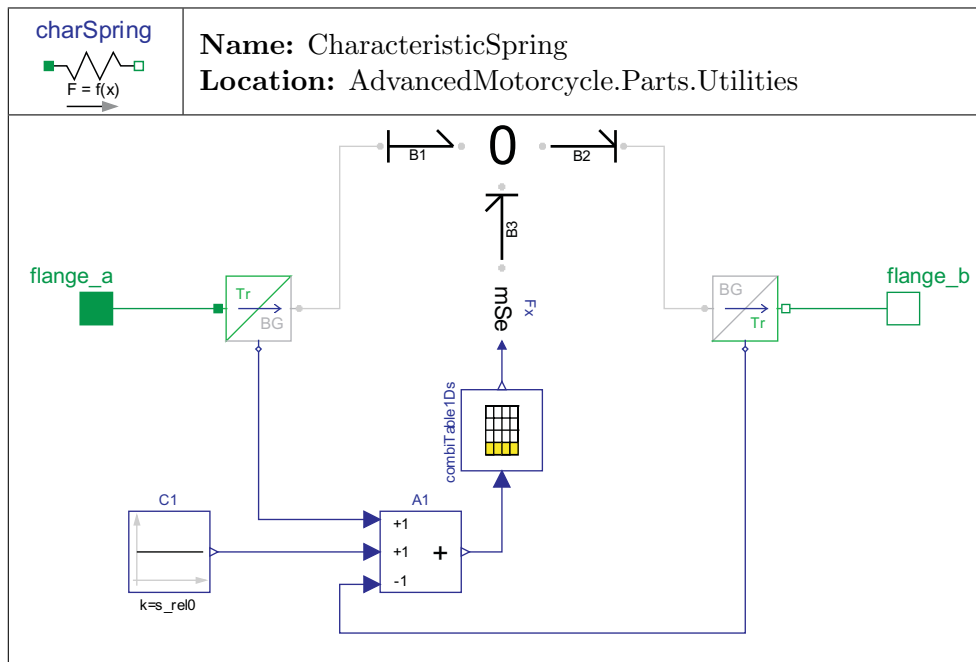 charSpring
F = f(x)
Name: CharacteristicSpring
Location: AdvancedMotorcycle.Parts.Utilities
B1
0
B2
B3
flange_a
Tr
BG
mSe
Fx
BG
Tr
flange_b
combiTable1Ds
C1
k=s_rel0
A1
+1
+1
-1
+